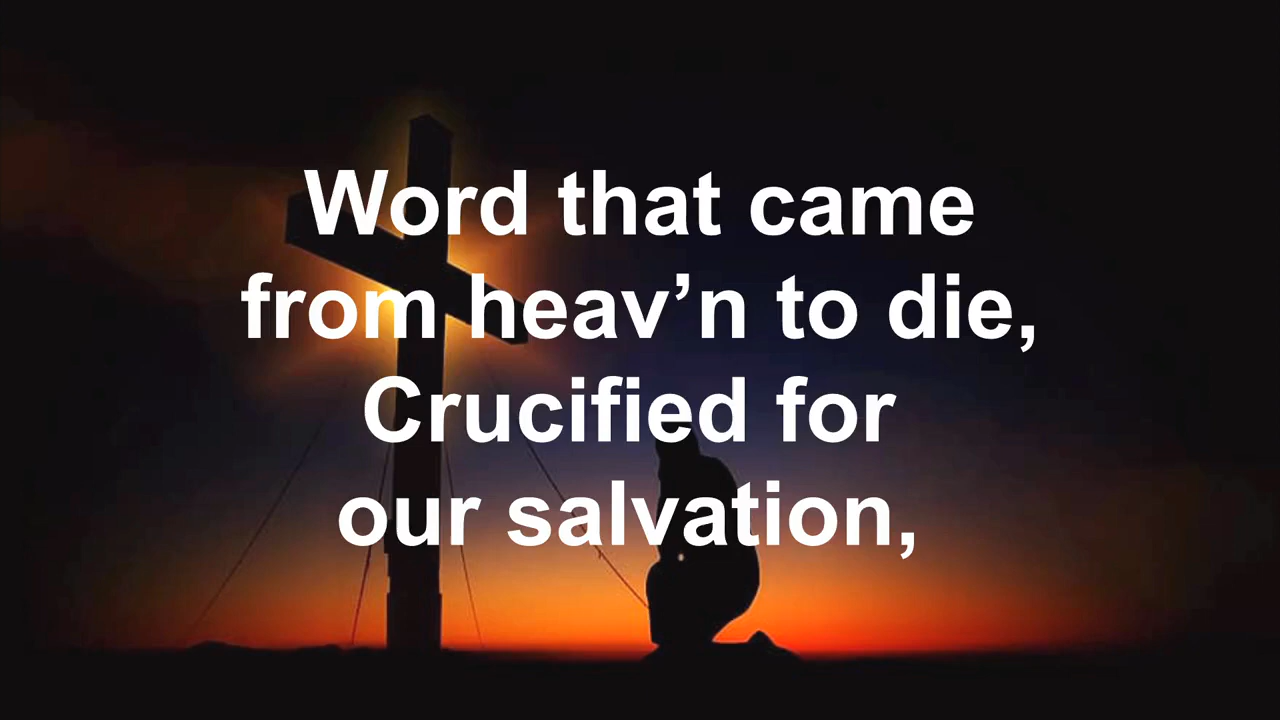 Word that came
from heav’n to die,
Crucified for
our salvation,